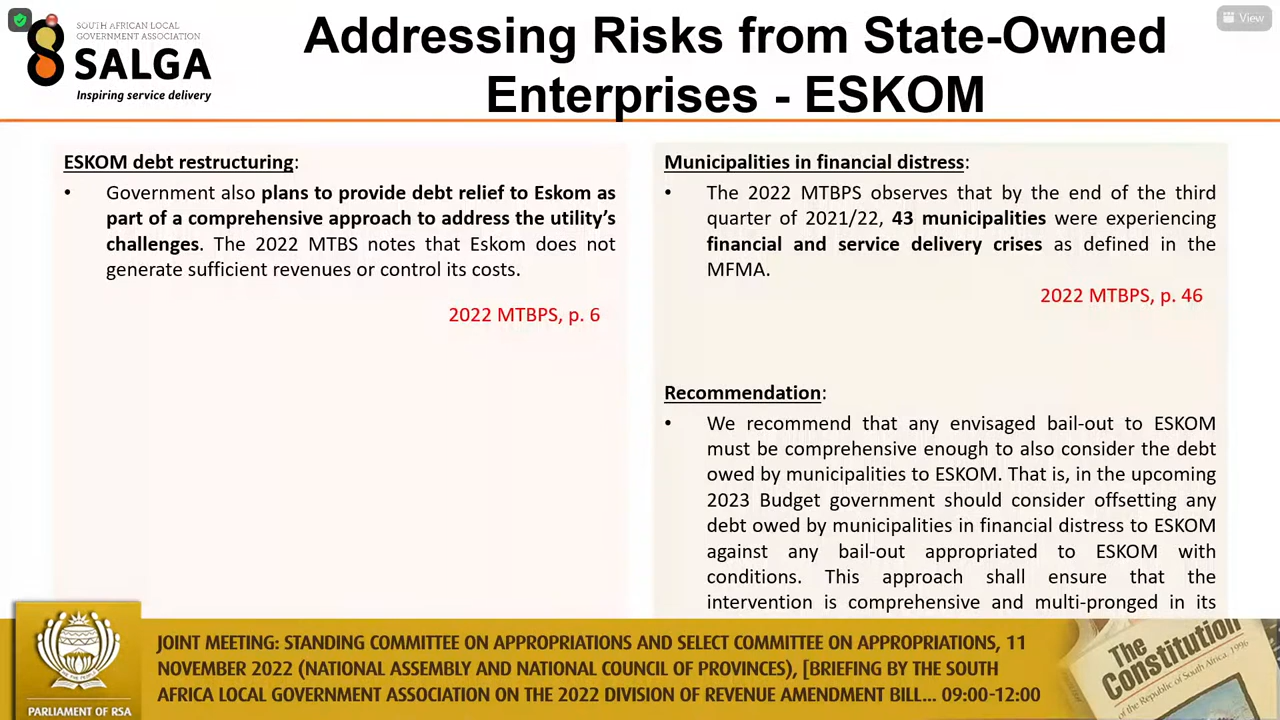 SOUTH AFRICAN LOCAL
GOVERNMENT ASSOCIATION
SALGA
Inspiring service delivery
Addressing Risks from State-Owned
Enterprises - ESKOM
View
ESKOM debt restructuring:
• Government also plans to provide debt relief to Eskom as
part of a comprehensive approach to address the utility's
challenges. The 2022 MTBS notes that Eskom does not
generate sufficient revenues or control its costs.
2022 MTBPS, p. 6
Municipalities in financial distress:
• The 2022 MTBPS observes that by the end of the third
quarter of 2021/22, 43 municipalities were experiencing
financial and service delivery crises as defined in the
MFMA.
2022 MTBPS, p. 46
Recommendation:
• We recommend that any envisaged bail-out to ESKOM
must be comprehensive enough to also consider the debt
owed by municipalities to ESKOM. That is, in the upcoming
2023 Budget government should consider offsetting any
debt owed by municipalities in financial distress to ESKOM
against any bail-out appropriated to ESKOM with
conditions. This approach shall ensure that the
intervention is comprehensive and multi-pronged in its
PARLIAMENT OF RSA
JOINT MEETING: STANDING COMMITTEE ON APPROPRIATIONS AND SELECT COMMITTEE ON APPROPRIATIONS, 11
NOVEMBER 2022 (NATIONAL ASSEMBLY AND NATIONAL COUNCIL OF PROVINCES), [BRIEFING BY THE SOUTH
AFRICA LOCAL GOVERNMENT ASSOCIATION ON THE 2022 DIVISION OF REVENUE AMENDMENT BILL... 09:00-12:00
The
Constitution
of the Republic of South Africa, 1996